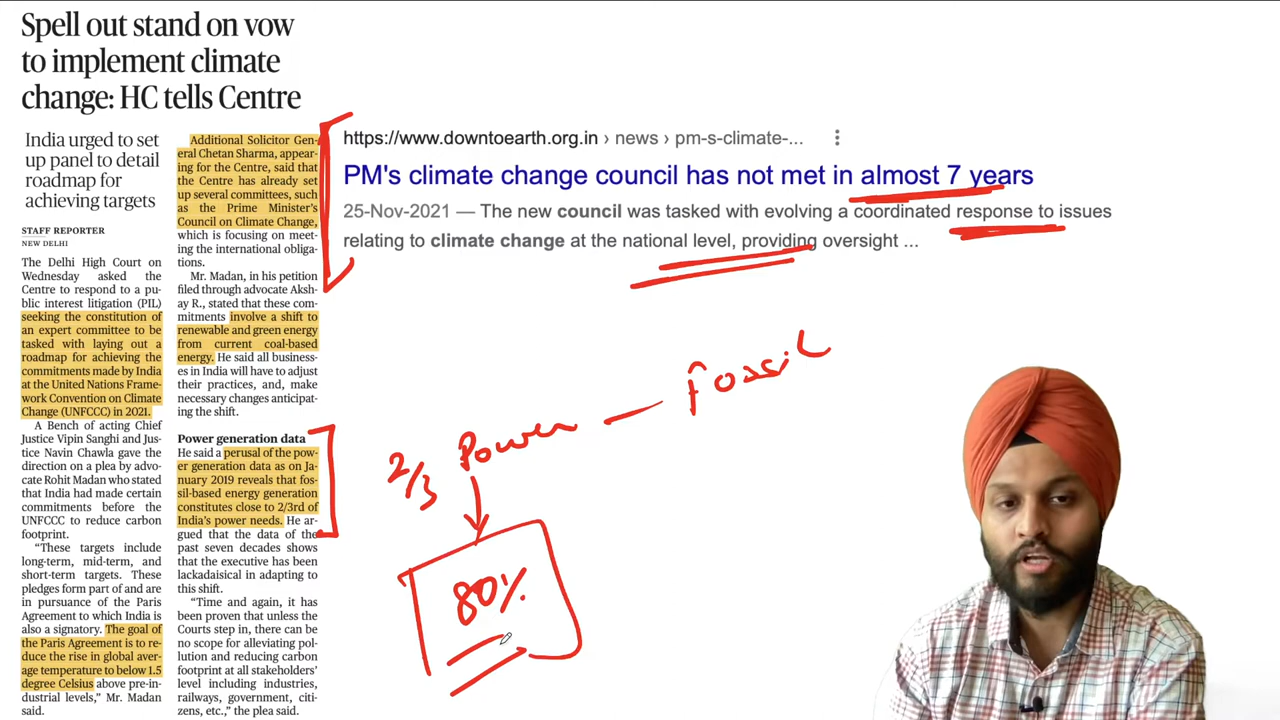 Spell out stand on vow
to implement climate
change: HC tells Centre
India urged to set
up panel to detail
roadmap for
achieving targets
STAFF REPORTER
NEW DELHI
The Delhi High Court on
Wednesday asked the
Centre to respond to a pu-
blic interest litigation (PIL)
seeking the constitution of
an expert committee to be
tasked with laying out a
roadmap for achieving the
commitments made by India
at the United Nations Frame-
work Convention on Climate
Change (UNFCCC) in 2021.
A Bench of acting Chief
Justice Vipin Sanghi and Jus-
tice Navin Chawla gave the
direction on a plea by advo-
cate Rohit Madan who stated
that India had made certain
commitments before the
UNFCCC to reduce carbon
footprint.
"These targets include
long-term, mid-term, and
short-term targets. These
pledges form part of and are
in pursuance of the Paris
Agreement to which India is
also a signatory. The goal of
the Paris Agreement is to re-
duce the rise in global aver-
age temperature to below 1.5
degree Celsius above pre-in-
dustrial levels," Mr. Madan
said.
Additional Solicitor Gen-
eral Chetan Sharma, appear-
ing for the Centre, said that
the Centre has already set
up several committees, such
as the Prime Minister's
Council on Climate Change,
which is focusing on meet-
ing the international obliga-
tions.
Mr. Madan, in his petition
filed through advocate Aksh-
ay R., stated that these com-
mitments involve a shift to
renewable and green energy
from current coal-based
energy. He said all business-
es in India will have to adjust
their practices, and, make
necessary changes anticipat-
ing the shift.
Power generation data
He said a perusal of the pow-
er generation data as on Ja-
nuary 2019 reveals that fos-
sil-based energy generation
constitutes close to 2/3rd of
India's power needs. He ar-
gued that the data of the
past seven decades shows
that the executive has been
lackadaisical in adapting to
this shift.
"Time and again, it has
been proven that unless the
Courts step in, there can be
no scope for alleviating pol-
lution and reducing carbon
footprint at all stakeholders'
level including industries,
railways, government, citi-
zens, etc.," the plea said.
https://www.downtoearth.org.in › news › pm-s-climate-...
PM's climate change council has not met in almost 7 years
25-Nov-2021 — The new council was tasked with evolving a coordinated response to issues
relating to climate change at the national level, providing oversight ...
2/3 Power — Fossil
80%